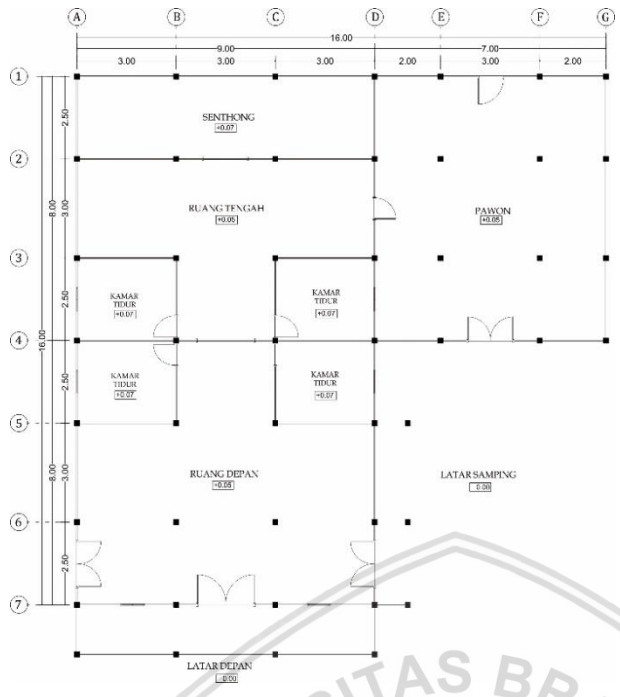 A B C D E F G
16.00
9.00 7.00
3.00 3.00 3.00 2.00 3.00 2.00
1
2.50
SENTHONG
+0.07
2
8.00
3.00
RUANG TENGAH
+0.05
PAWON
+0.05
3
2.50
KAMAR
TIDUR
+0.07
KAMAR
TIDUR
+0.07
4
16.00
2.50
KAMAR
TIDUR
+0.07
KAMAR
TIDUR
+0.07
5
8.00
3.00
RUANG DEPAN
+0.05
LATAR SAMPING
0.00
6
2.50
7
LATAR DEPAN
0.00
ITAS BR